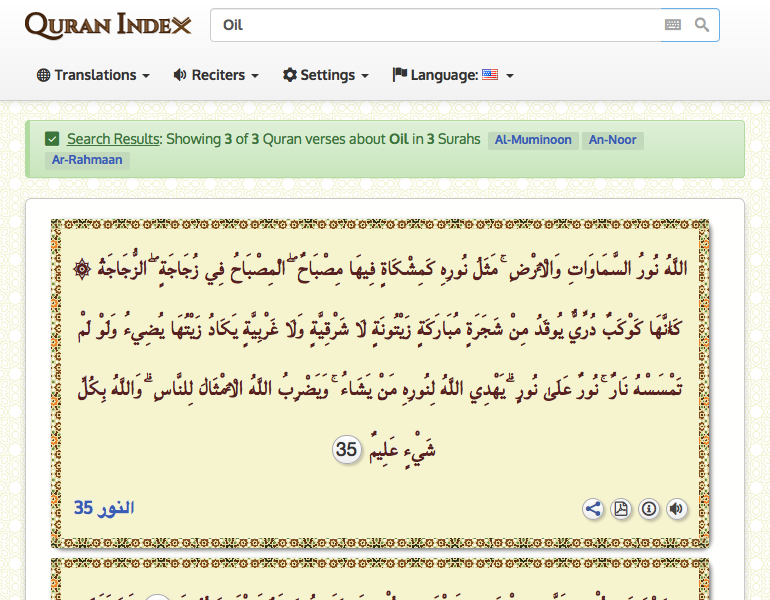 QURAN INDEX
Oil
Translations Reciters Settings Language:
Search Results: Showing 3 of 3 Quran verses about Oil in 3 Surahs Al-Muminoon An-Noor
Ar-Rahmaan
۞ اللَّهُ نُورُ السَّمَاوَاتِ وَالْأَرْضِ ۚ مَثَلُ نُورِهِ كَمِشْكَاةٍ فِيهَا مِصْبَاحٌ ۖ الْمِصْبَاحُ فِي زُجَاجَةٍ ۖ الزُّجَاجَةُ
كَأَنَّهَا كَوْكَبٌ دُرِّيٌّ يُوقَدُ مِنْ شَجَرَةٍ مُبَارَكَةٍ زَيْتُونَةٍ لَا شَرْقِيَّةٍ وَلَا غَرْبِيَّةٍ يَكَادُ زَيْتُهَا يُضِيءُ وَلَوْ لَمْ
تَمْسَسْهُ نَارٌ ۚ نُورٌ عَلَىٰ نُورٍ ۗ يَهْدِي اللَّهُ لِنُورِهِ مَنْ يَشَاءُ ۚ وَيَضْرِبُ اللَّهُ الْأَمْثَالَ لِلنَّاسِ ۗ وَاللَّهُ بِكُلِّ
شَيْءٍ عَلِيمٌ 35
النور 35